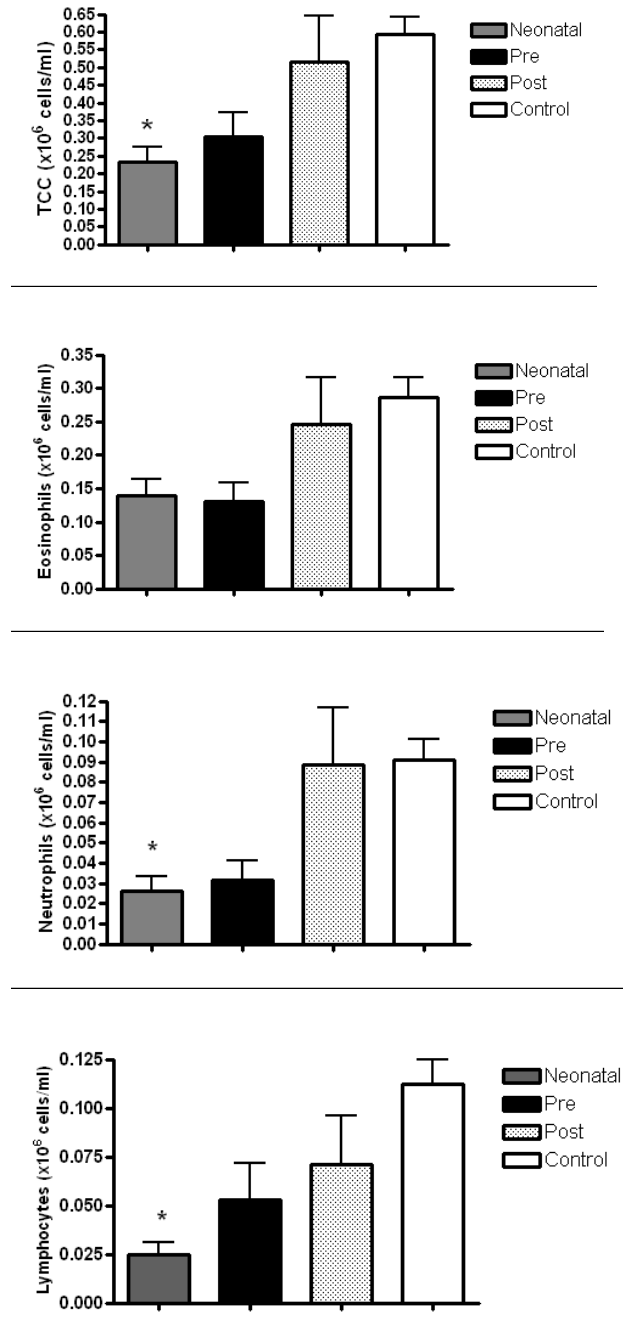 0.65
0.60
0.55
0.50
0.45
0.40
0.35
0.30
0.25
0.20
0.15
0.10
0.05
0.00
TCC (x10⁶ cells/ml)
*
Neonatal
Pre
Post
Control
0.35
0.30
0.25
0.20
0.15
0.10
0.05
0.00
Eosinophils (x10⁶ cells/ml)
Neonatal
Pre
Post
Control
0.12
0.11
0.10
0.09
0.08
0.07
0.06
0.05
0.04
0.03
0.02
0.01
0.00
Neutrophils (x10⁶ cells/ml)
*
Neonatal
Pre
Post
Control
0.125
0.100
0.075
0.050
0.025
0.000
Lymphocytes (x10⁶ cells/ml)
*
Neonatal
Pre
Post
Control